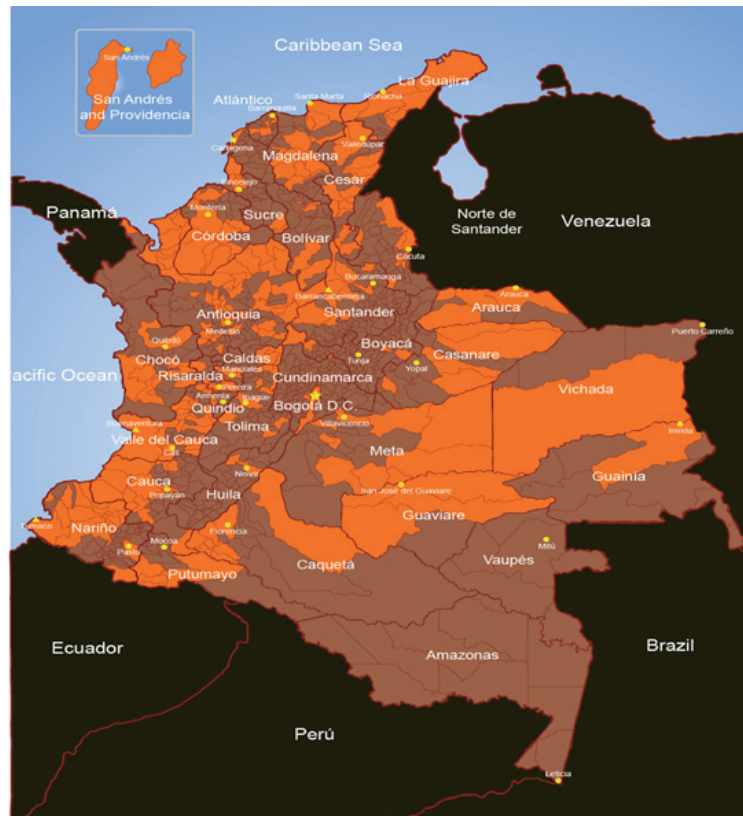 Caribbean Sea
San Andrés
San Andrés
and Providencia
La Guajira
Riohacha
Santa Marta
Atlántico
Barranquilla
Cartagena
Magdalena
Valledupar
Cesar
Sincelejo
Panamá
Montería
Sucre
Norte de
Santander
Venezuela
Córdoba
Bolívar
Cúcuta
Bucaramanga
Barrancabermeja
Santander
Arauca
Arauca
Antioquia
Medellín
Puerto Carreño
Quibdó
Boyacá
Chocó
Caldas
Tunja
Casanare
Yopal
Manizales
Risaralda
Pereira
Cundinamarca
Pacific Ocean
Vichada
Armenia
Ibagué
Quindio
Bogotá D.C.
Buenaventura
Villavicencio
Inirida
Valle del Cauca
Tolima
Cali
Meta
Neiva
Guainía
Cauca
Popayán
Huila
San José del Guaviare
Guaviare
Tumaco
Nariño
Florencia
Pasto
Mocoa
Mitú
Vaupés
Caquetá
Putumayo
Ecuador
Amazonas
Brazil
Perú
Leticia